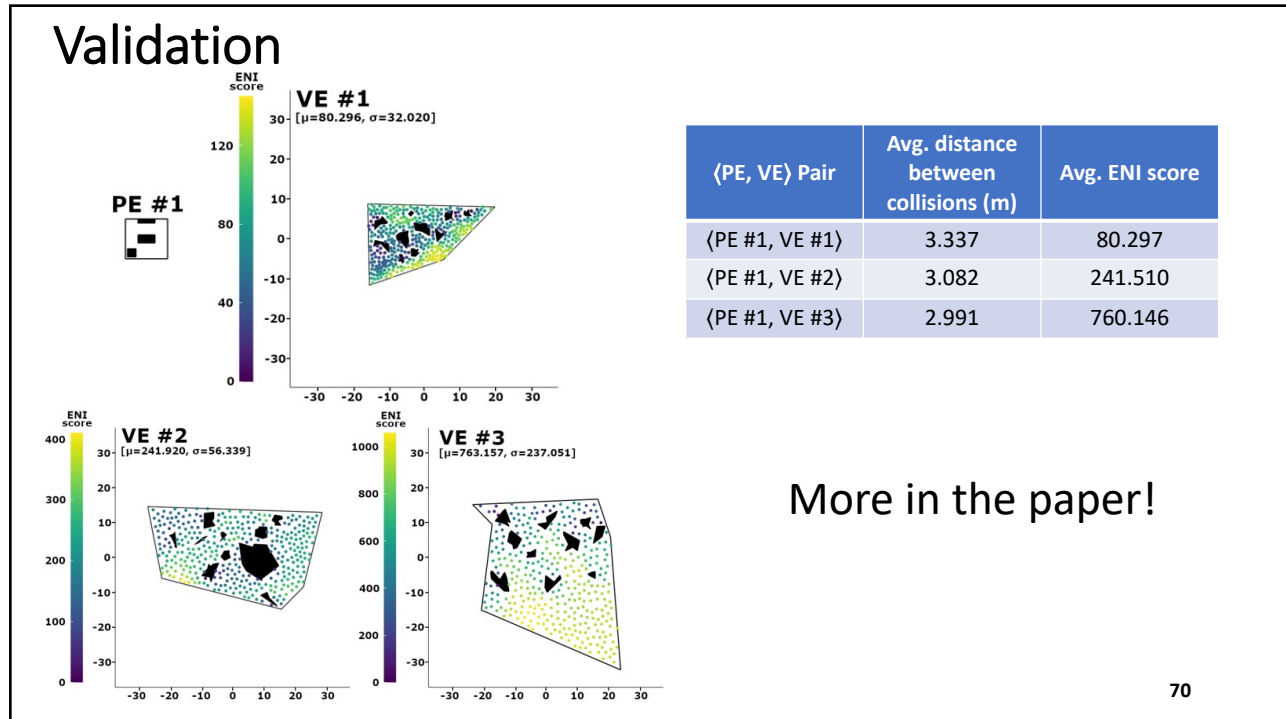 Validation
ENI
score
VE #1
[μ=80.296, σ=32.020]
PE #1
120
80
40
0
30
20
10
0
-10
-20
-30
-30 -20 -10 0 10 20 30
⟨PE, VE⟩ Pair
Avg. distance
between
collisions (m)
Avg. ENI score
⟨PE #1, VE #1⟩ 3.337 80.297
⟨PE #1, VE #2⟩ 3.082 241.510
⟨PE #1, VE #3⟩ 2.991 760.146
ENI
score
VE #2
[μ=241.920, σ=56.339]
400
300
200
100
0
30
20
10
0
-10
-20
-30
-30 -20 -10 0 10 20 30
ENI
score
VE #3
[μ=763.157, σ=237.051]
1000
800
600
400
200
0
30
20
10
0
-10
-20
-30
-30 -20 -10 0 10 20 30
More in the paper!
70